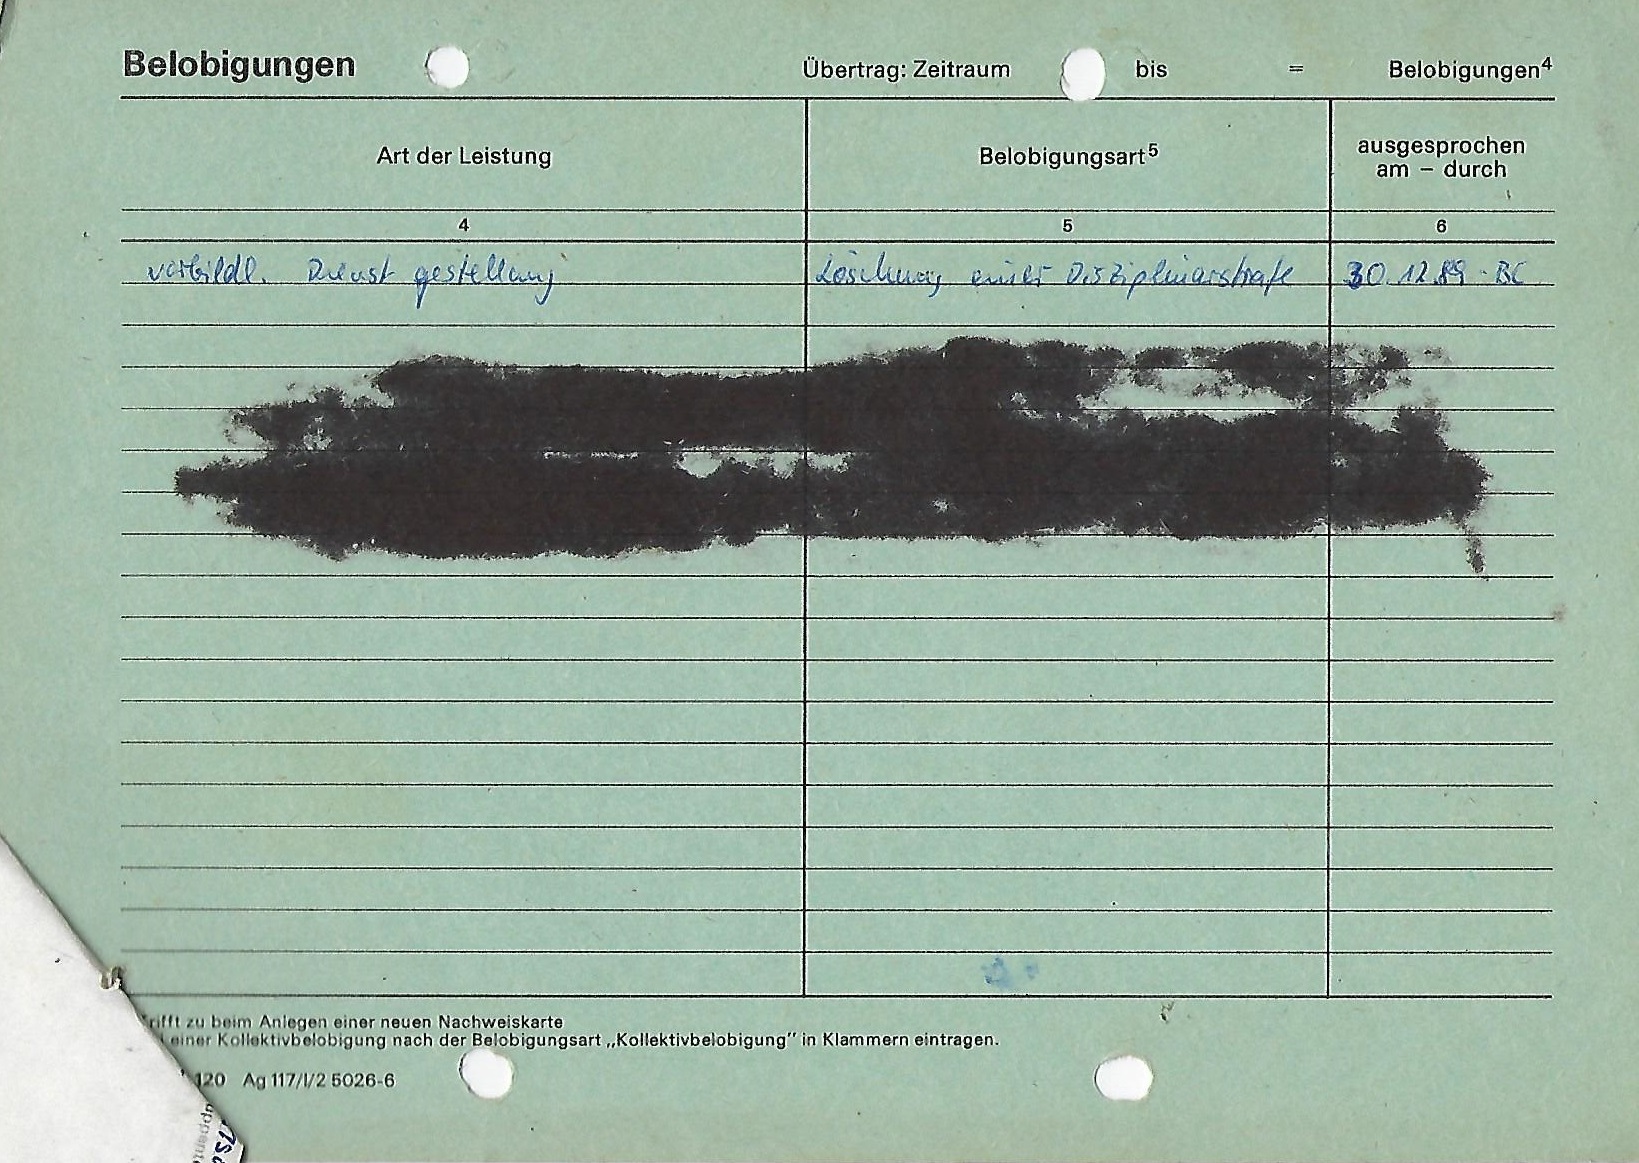 Belobigungen Übertrag: Zeitraum bis = Belobigungen⁴
Art der Leistung Belobigungsart⁵ ausgesprochen
am – durch
4 5 6
vorbildl. Dienst gestellung Löschung einer Disziplinarstrafe 30.12.89 - BC
rifft zu beim Anlegen einer neuen Nachweiskarte
einer Kollektivbelobigung nach der Belobigungsart „Kollektivbelobigung" in Klammern eintragen.
120 Ag 117/I/2 5026-6